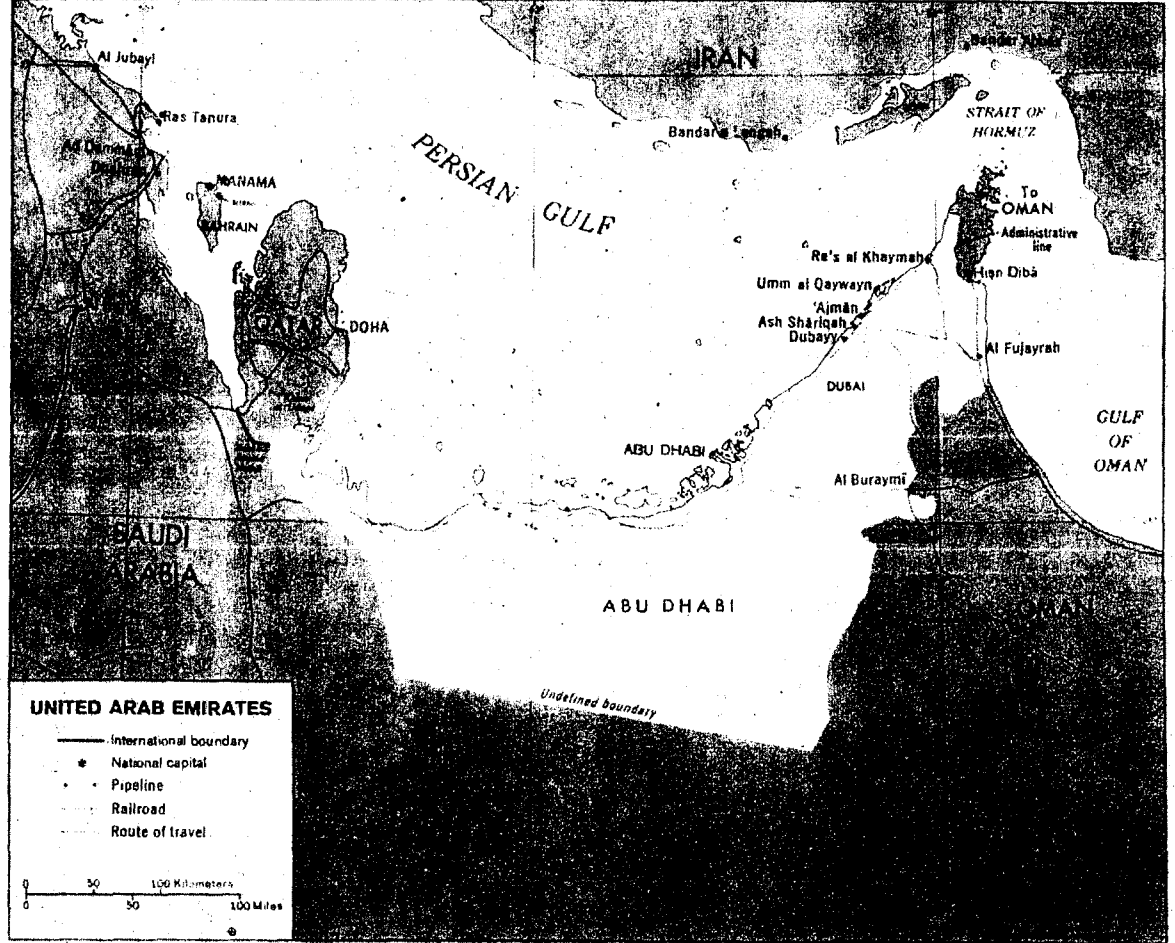 IRAN
Al Jubayl
STRAIT OF
HORMUZ
Ras Tanura
Bandar
PERSIAN
GULF
MANAMA
BAHRAIN
To
OMAN
Administrative
line
Ra's al Khaymah
Hisn Dibā
Umm al Qaywayn
'Ajmān
Ash Shāriqah
Dubayy
QATAR
DOHA
Al Fujayrah
DUBAI
GULF
OF
OMAN
ABU DHABI
Al Buraymī
SAUDI
ARABIA
ABU DHABI
OMAN
Undefined boundary
UNITED ARAB EMIRATES
International boundary
National capital
Pipeline
Railroad
Route of travel
0 50 100 Kilometers
0 50 100 Miles